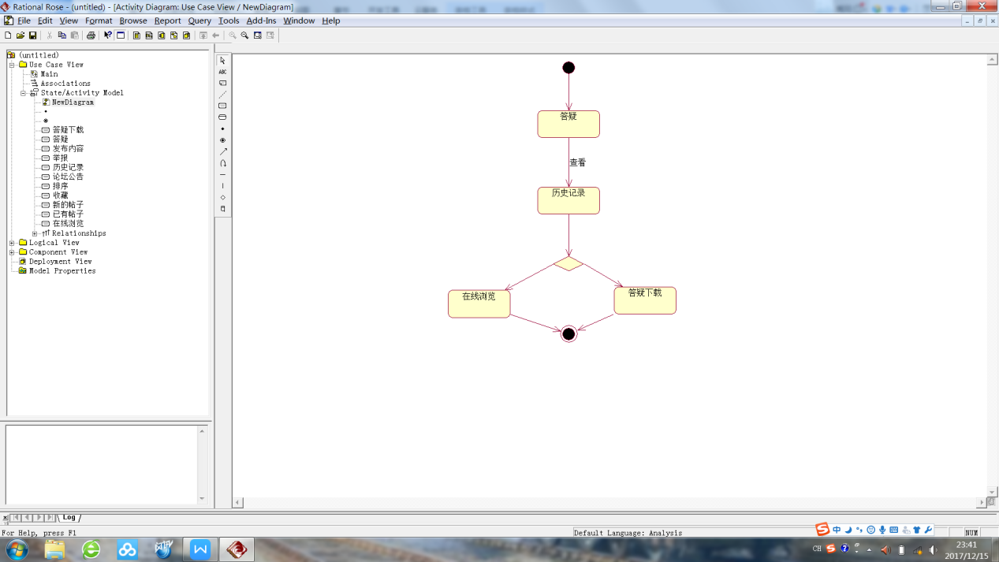 Rational Rose - (untitled) - [Activity Diagram: Use Case View / NewDiagram]
File Edit View Format Browse Report Query Tools Add-Ins Window Help
(untitled)
Use Case View
Main
Associations
State/Activity Model
NewDiagram
答疑下载
答疑
发布内容
举报
历史记录
论坛公告
排序
收藏
新的帖子
已有帖子
在线浏览
Relationships
Logical View
Component View
Deployment View
Model Properties
ABC
答疑
查看
历史记录
在线浏览
答疑下载
Log
For Help, press F1
Default Language: Analysis
NUM
中
CH
23:41
2017/12/15